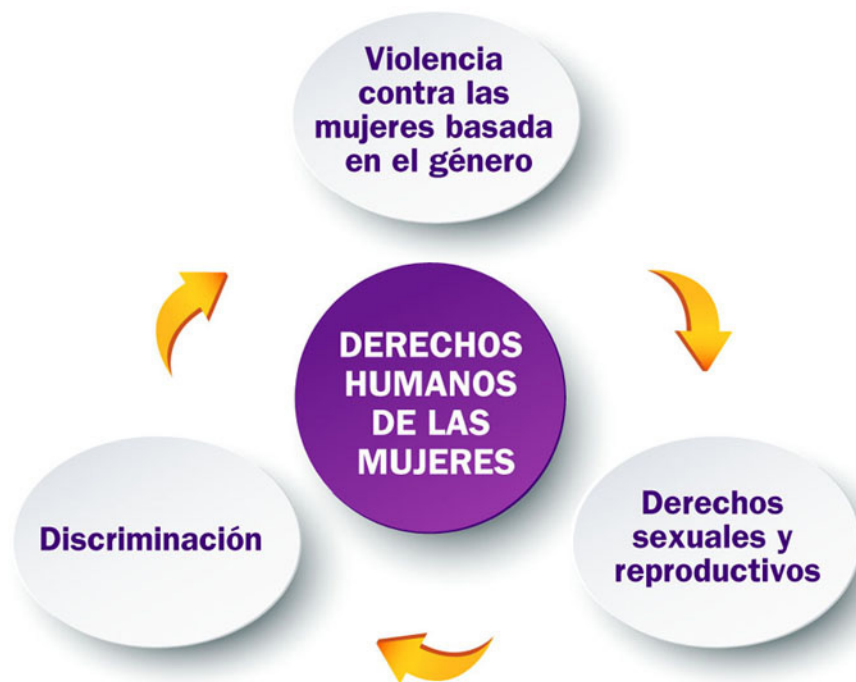 Violencia
contra las
mujeres basada
en el género
DERECHOS
HUMANOS
DE LAS
MUJERES
Discriminación
Derechos
sexuales y
reproductivos